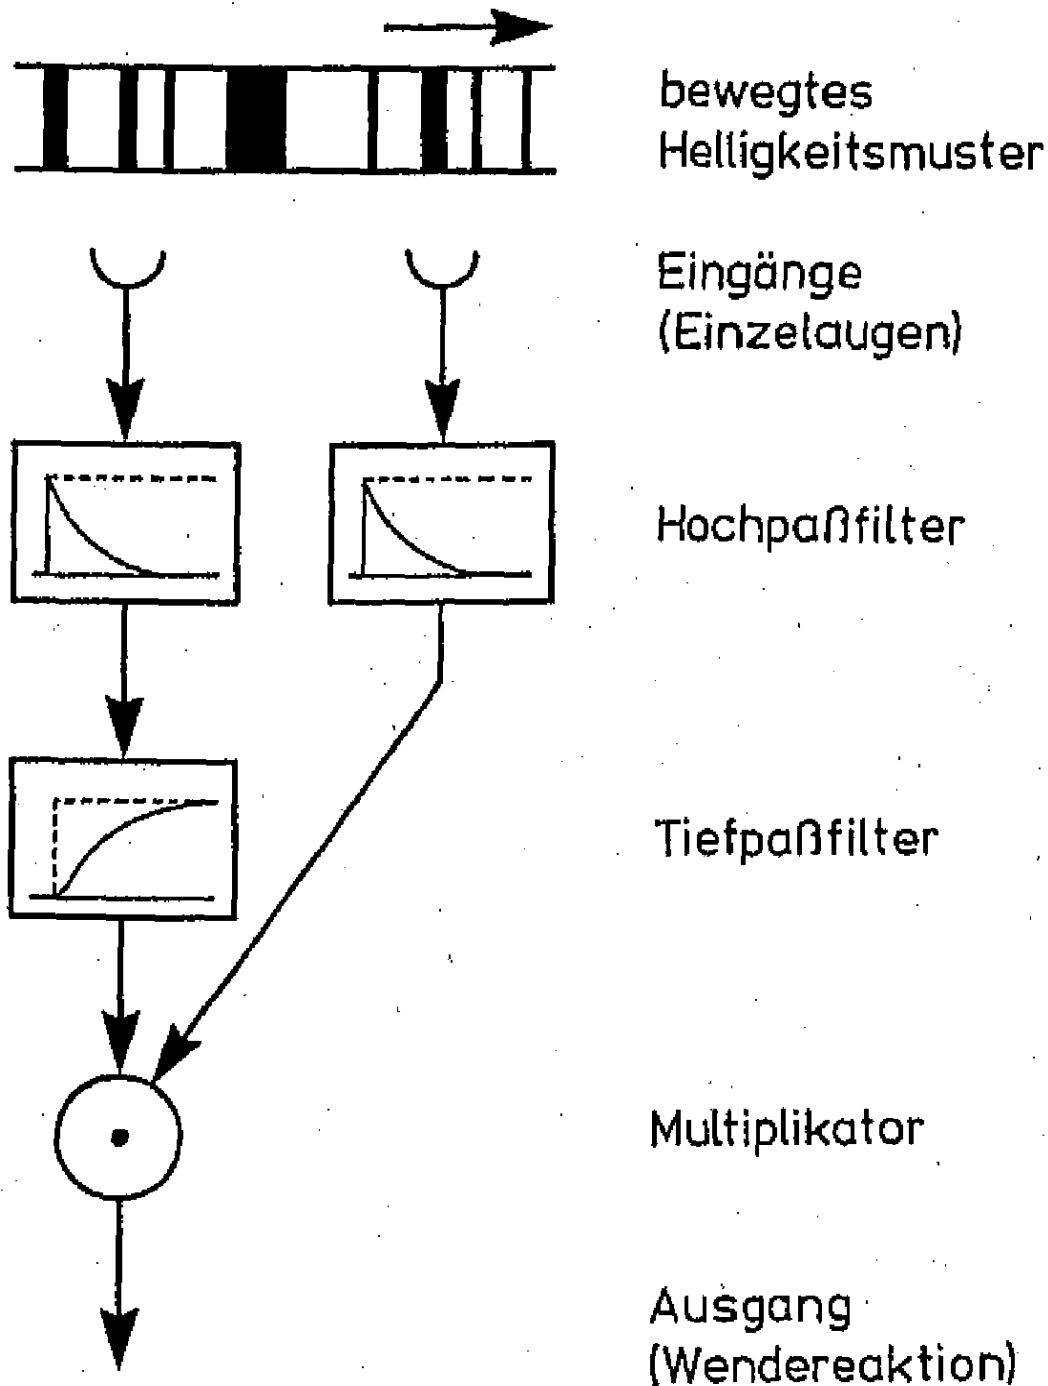 bewegtes
Helligkeitsmuster
Eingänge
(Einzelaugen)
Hochpaßfilter
Tiefpaßfilter
Multiplikator
Ausgang
(Wendereaktion)